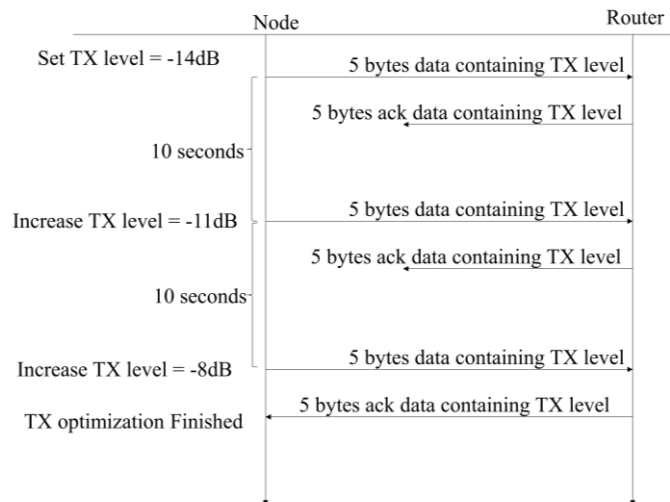 Node
Router
Set TX level = -14dB
5 bytes data containing TX level
5 bytes ack data containing TX level
10 seconds
Increase TX level = -11dB
5 bytes data containing TX level
5 bytes ack data containing TX level
10 seconds
Increase TX level = -8dB
5 bytes data containing TX level
5 bytes ack data containing TX level
TX optimization Finished